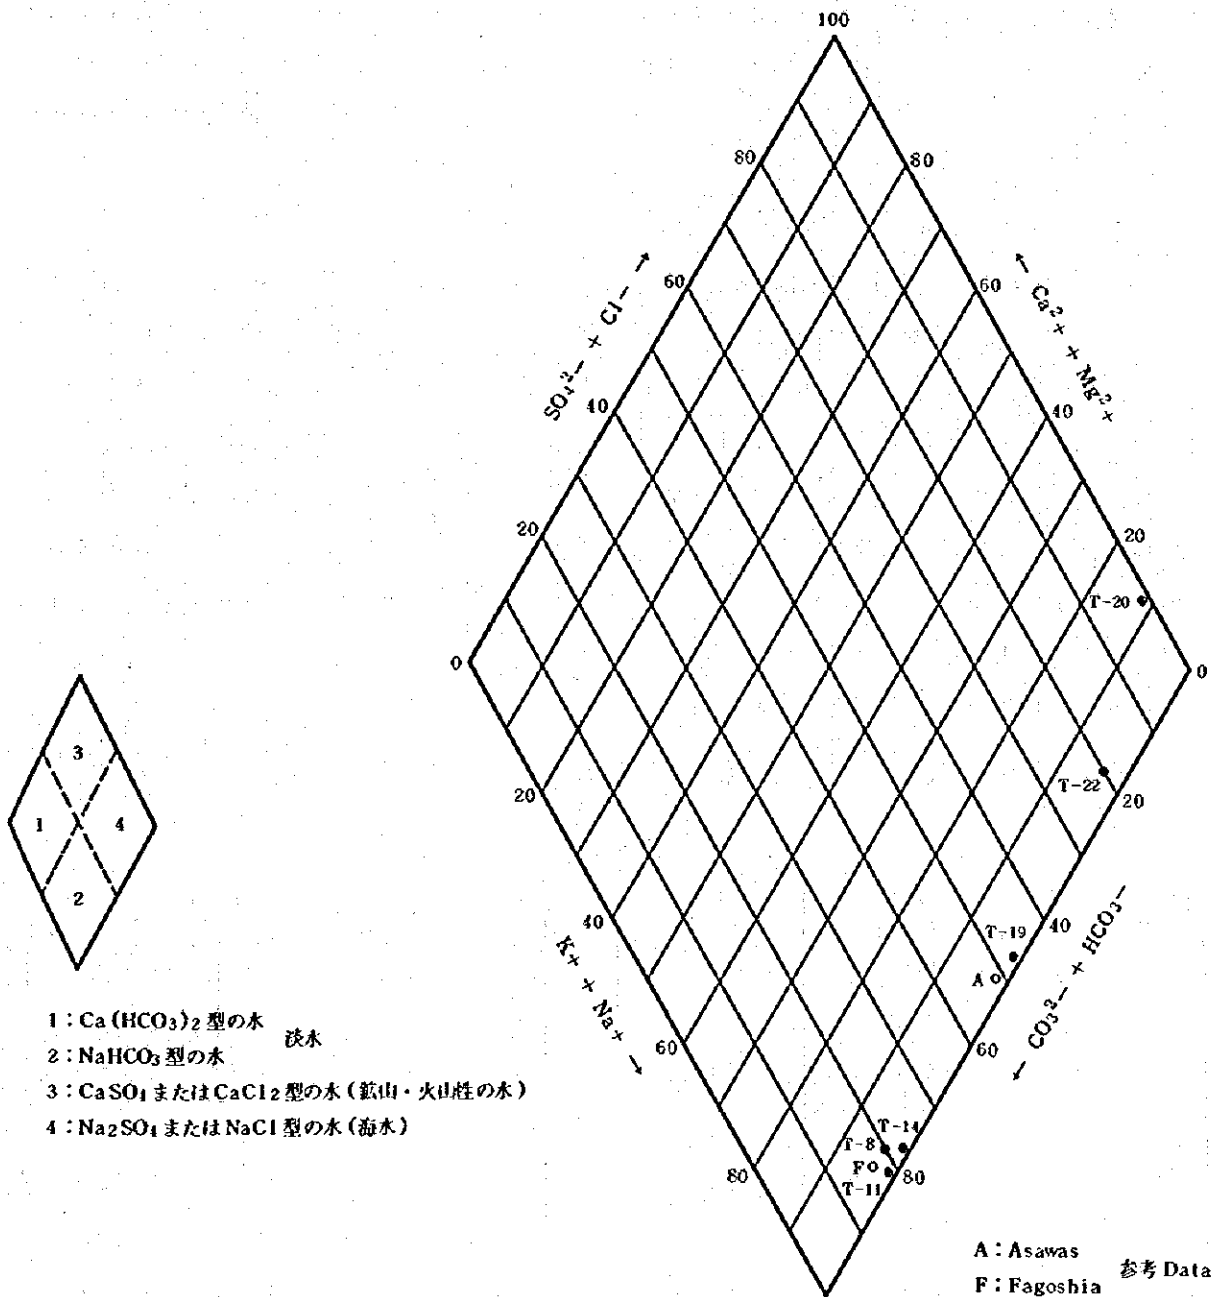 100
80
80
60
60
SO₄²− + Cl− →
← Ca²+ + Mg²+
40
40
20
20
T-20
0
0
3
1
4
2
20
T-22
20
40
T-19
40
A
K+ + Na+ →
← CO₃²− + HCO₃−
60
60
T-14
T-8
F
80
80
T-11
1：Ca(HCO₃)₂型の水
淡水
2：NaHCO₃型の水
3：CaSO₄またはCaCl₂型の水(鉱山・火山性の水)
4：Na₂SO₄またはNaCl型の水(海水)
A：Asawas
参考Data
F：Fagoshia